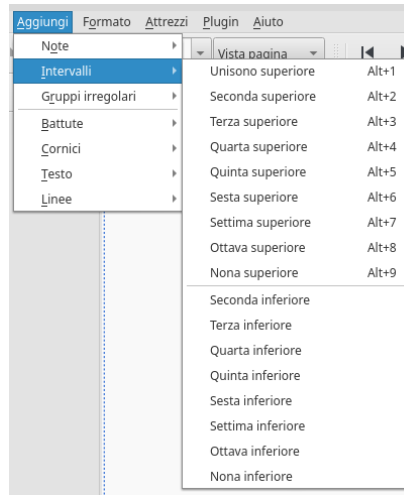 Aggiungi Formato Attrezzi Plugin Aiuto
Note
Vista pagina
Intervalli
Gruppi irregolari
Battute
Cornici
Testo
Linee
Unisono superiore Alt+1
Seconda superiore Alt+2
Terza superiore Alt+3
Quarta superiore Alt+4
Quinta superiore Alt+5
Sesta superiore Alt+6
Settima superiore Alt+7
Ottava superiore Alt+8
Nona superiore Alt+9
Seconda inferiore
Terza inferiore
Quarta inferiore
Quinta inferiore
Sesta inferiore
Settima inferiore
Ottava inferiore
Nona inferiore